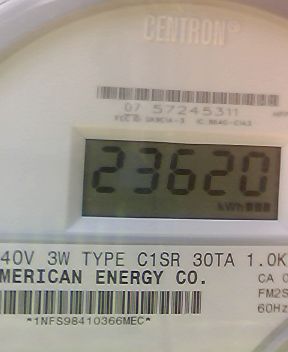 CENTRON®
07 57245311
23620
kWh
40V 3W TYPE C1SR 30TA 1.0K
MERICAN ENERGY CO.
CA 0
FM2S
60Hz
*1NFS98410366MEC*